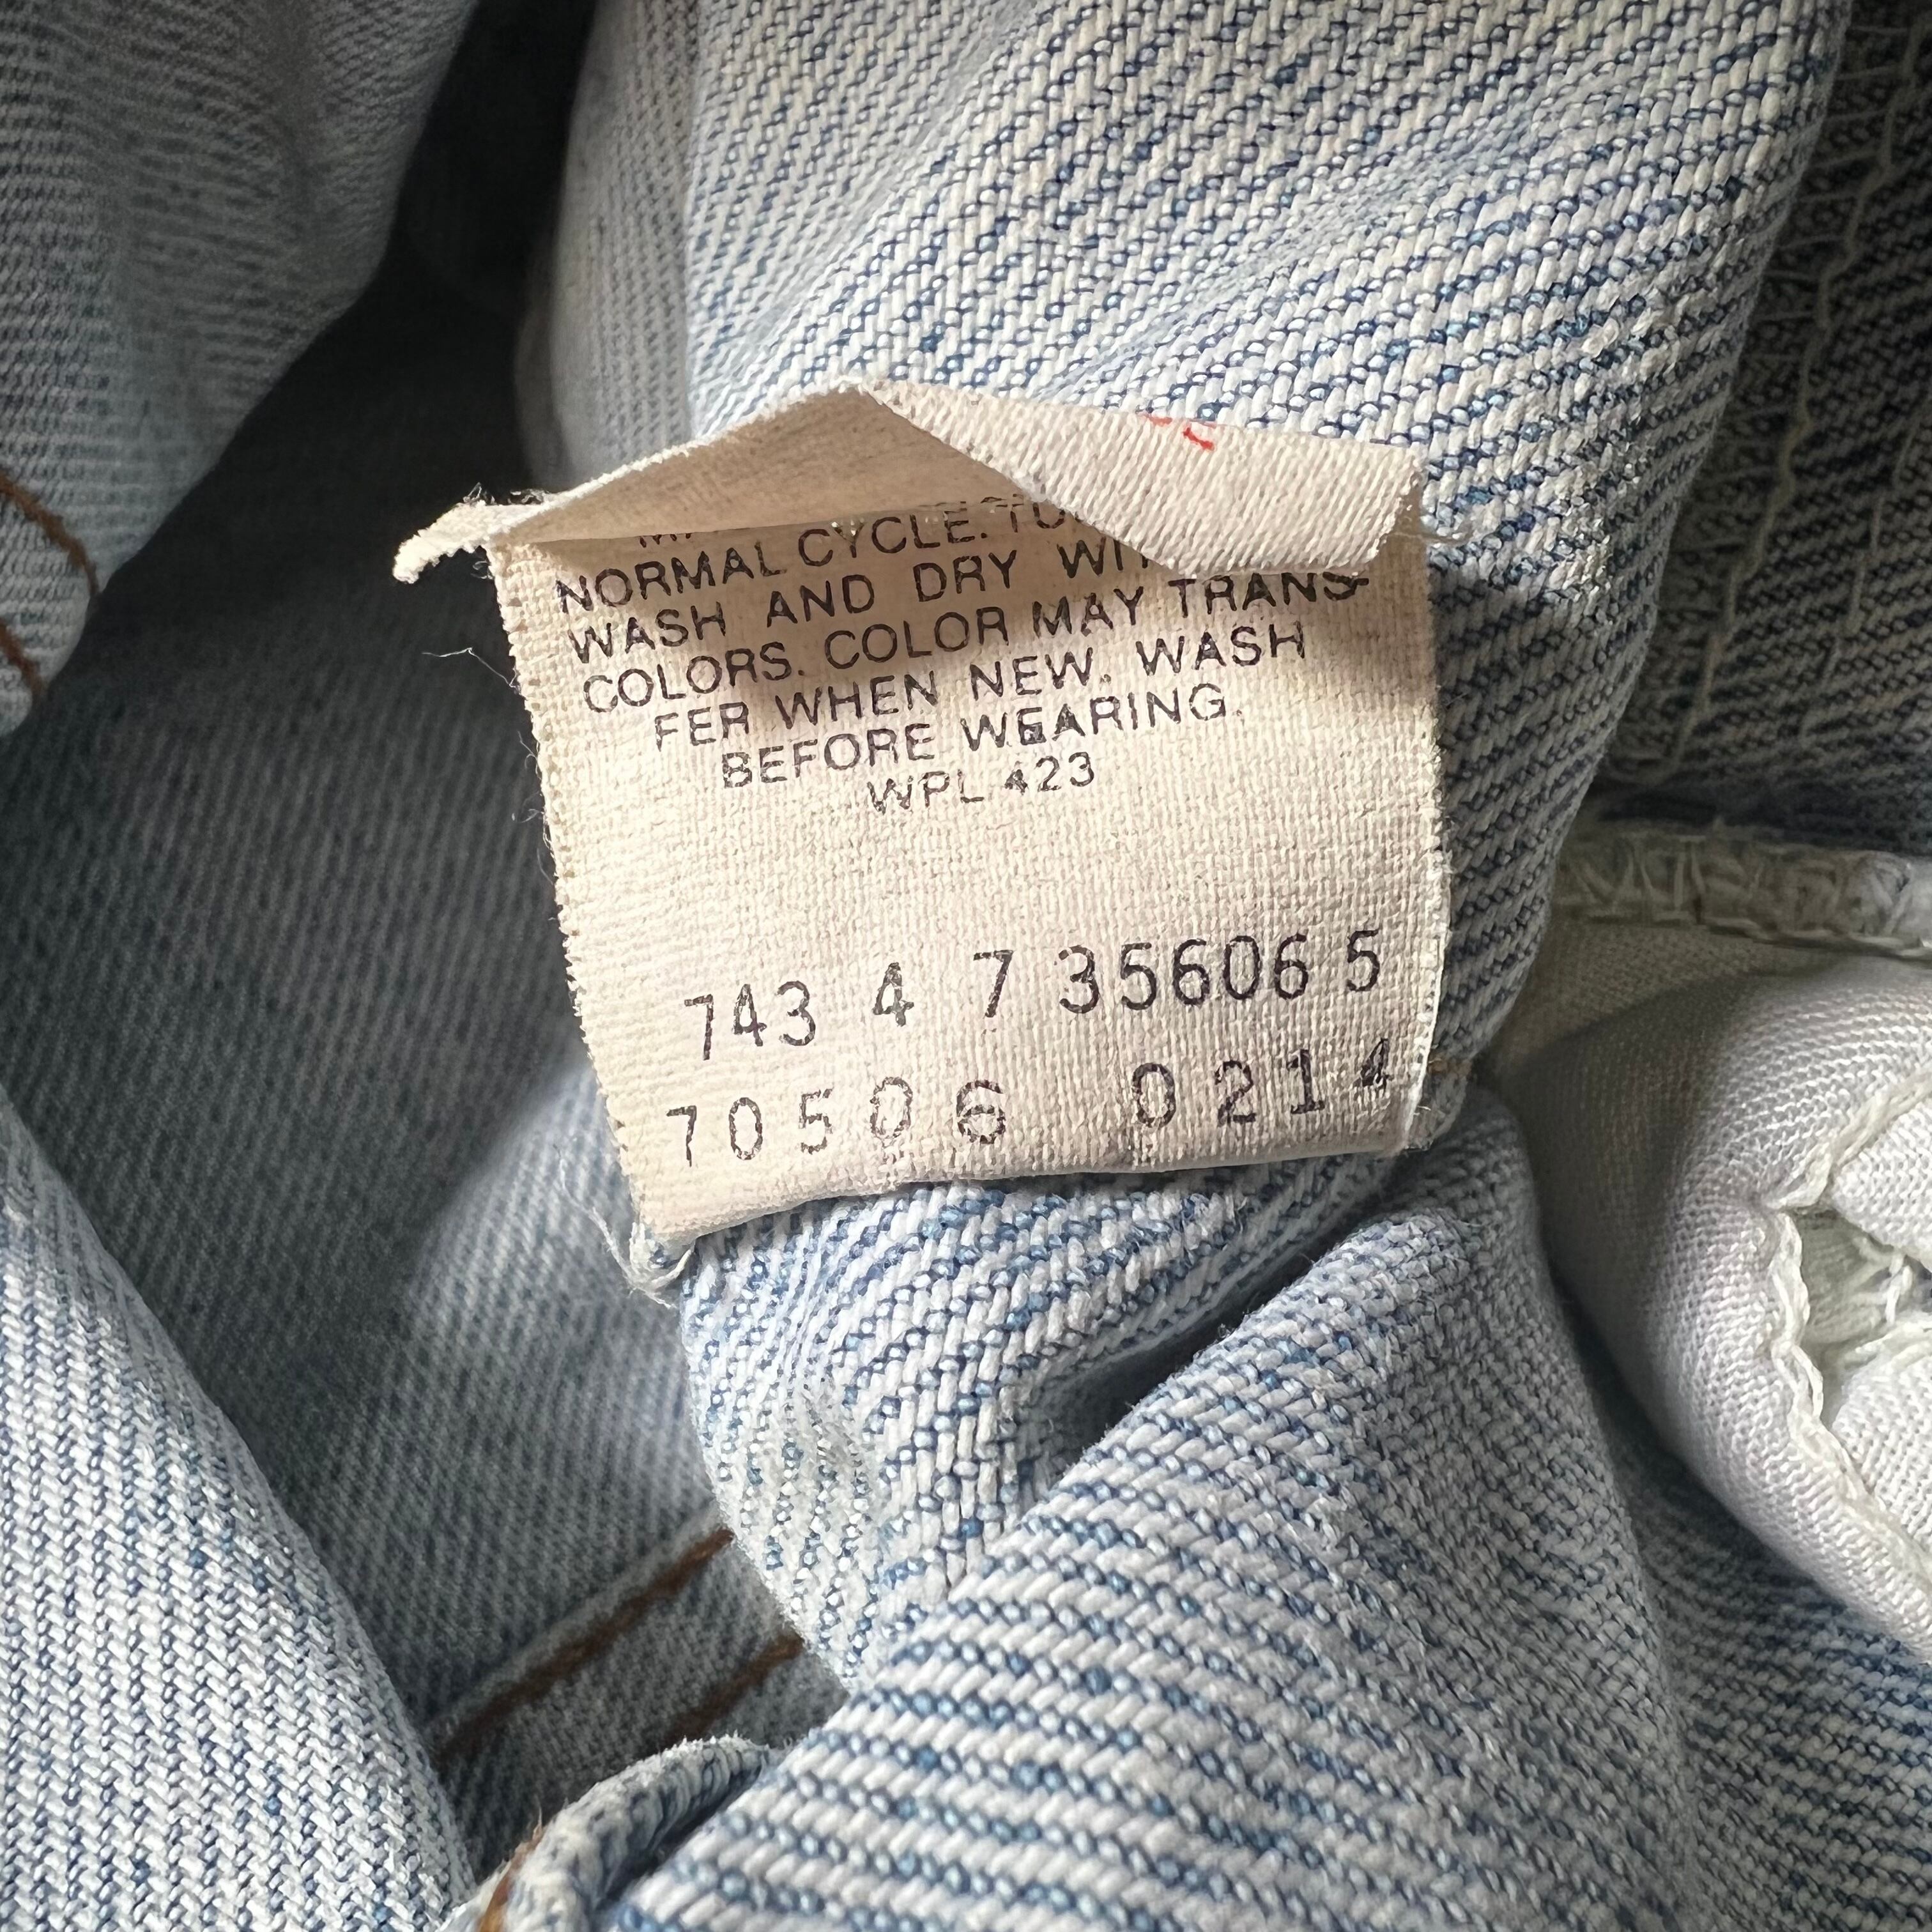 NORMAL CYCLE.
WASH AND DRY
COLORS. COLOR MAY TRANS-
FER WHEN NEW. WASH
BEFORE WEARING.
WPL 423
743 4 7 356065
70506 0214